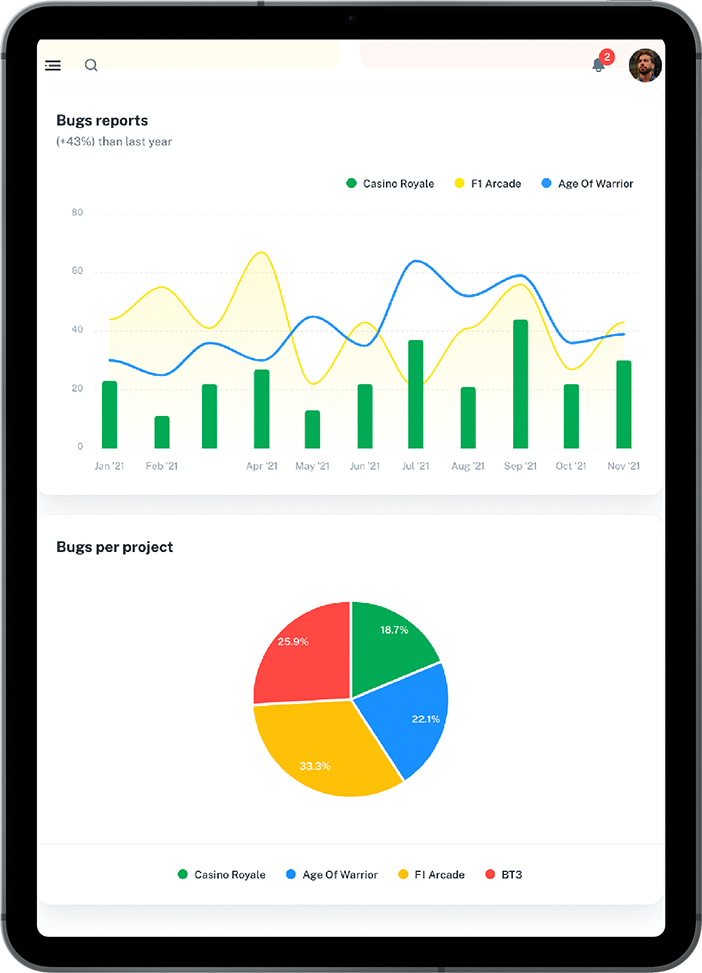 2
Bugs reports
(+43%) than last year
Casino Royale F1 Arcade Age Of Warrior
80
60
40
20
0
Jan '21 Feb '21 Apr '21 May '21 Jun '21 Jul '21 Aug '21 Sep '21 Oct '21 Nov '21
Bugs per project
25.9% 18.7%
22.1%
33.3%
Casino Royale Age Of Warrior F1 Arcade BT3